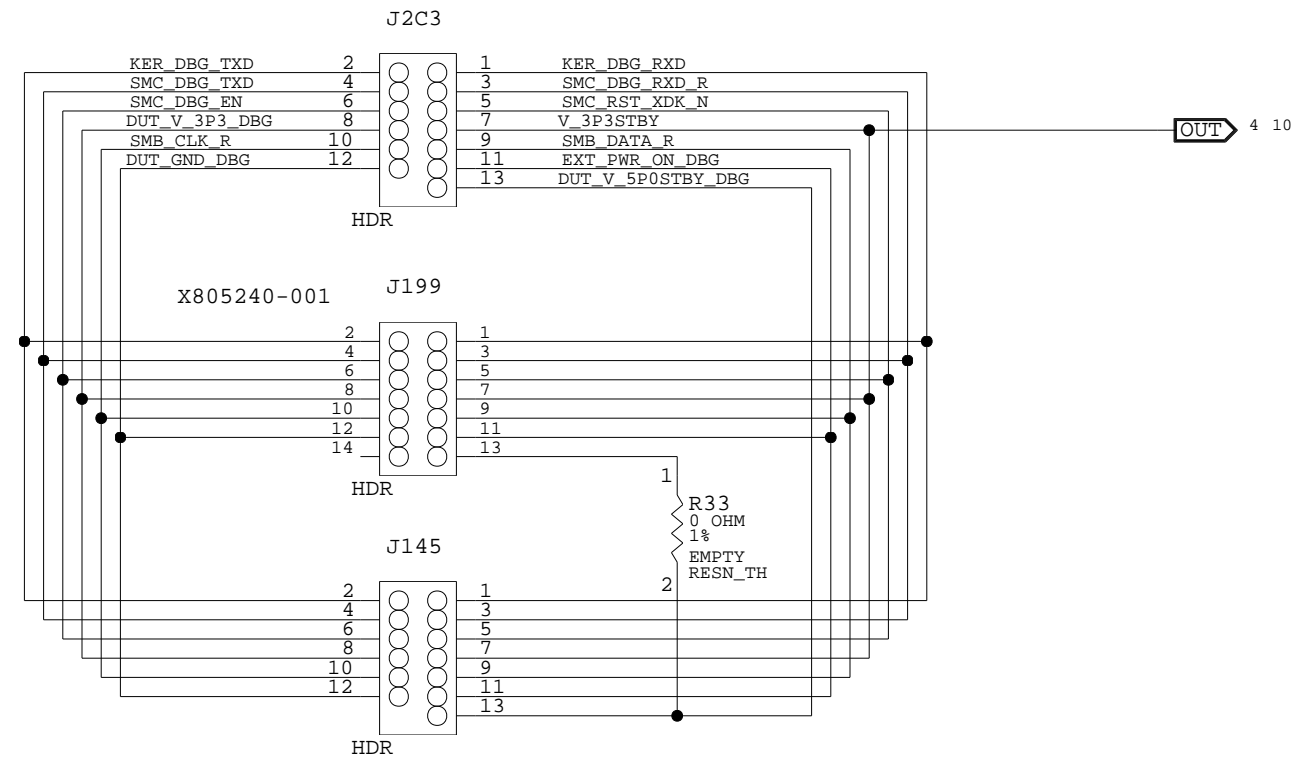 J2C3
KER_DBG_TXD 2 1 KER_DBG_RXD
SMC_DBG_TXD 4 3 SMC_DBG_RXD_R
SMC_DBG_EN 6 5 SMC_RST_XDK_N
DUT_V_3P3_DBG 8 7 V_3P3STBY
OUT 4 10
SMB_CLK_R 10 9 SMB_DATA_R
DUT_GND_DBG 12 11 EXT_PWR_ON_DBG
13 DUT_V_5P0STBY_DBG
HDR
X805240-001 J199
2 1
4 3
6 5
8 7
10 9
12 11
14 13
HDR
1
R33
0 OHM
1%
EMPTY
RESN_TH
2
J145
2 1
4 3
6 5
8 7
10 9
12 11
13
HDR